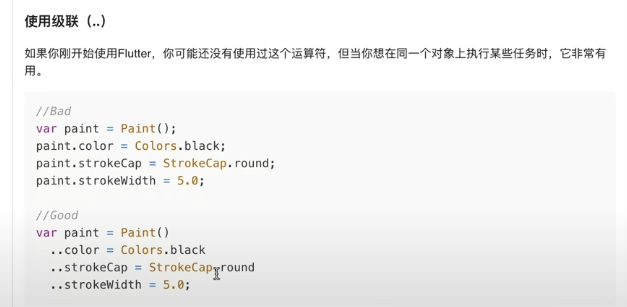 使用级联（..）
如果你刚开始使用Flutter，你可能还没有使用过这个运算符，但当你想在同一个对象上执行某些任务时，它非常有
用。
//Bad
var paint = Paint();
paint.color = Colors.black;
paint.strokeCap = StrokeCap.round;
paint.strokeWidth = 5.0;
//Good
var paint = Paint()
..color = Colors.black
..strokeCap = StrokeCap.round
..strokeWidth = 5.0;